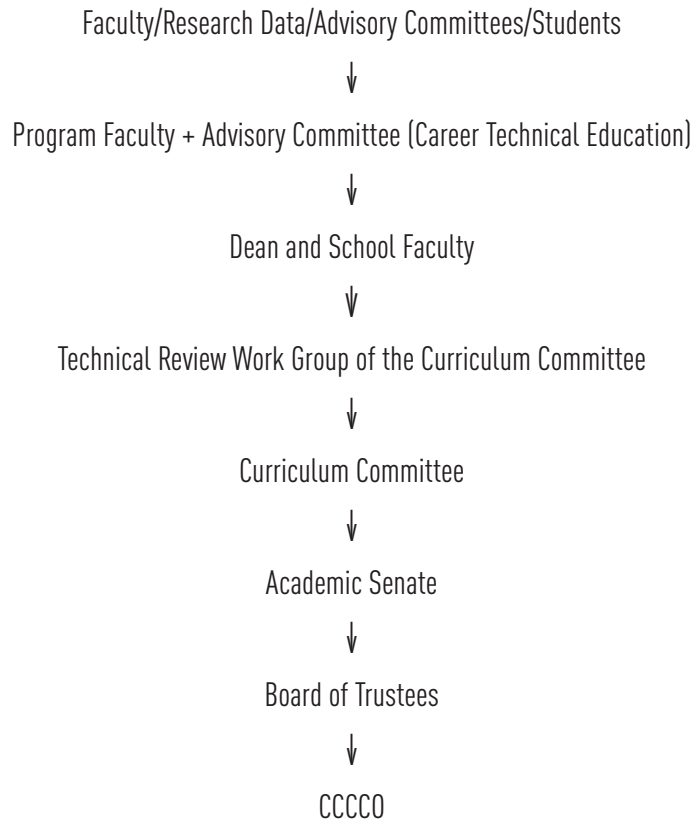 Faculty/Research Data/Advisory Committees/Students
↓
Program Faculty + Advisory Committee (Career Technical Education)
↓
Dean and School Faculty
↓
Technical Review Work Group of the Curriculum Committee
↓
Curriculum Committee
↓
Academic Senate
↓
Board of Trustees
↓
CCCCO